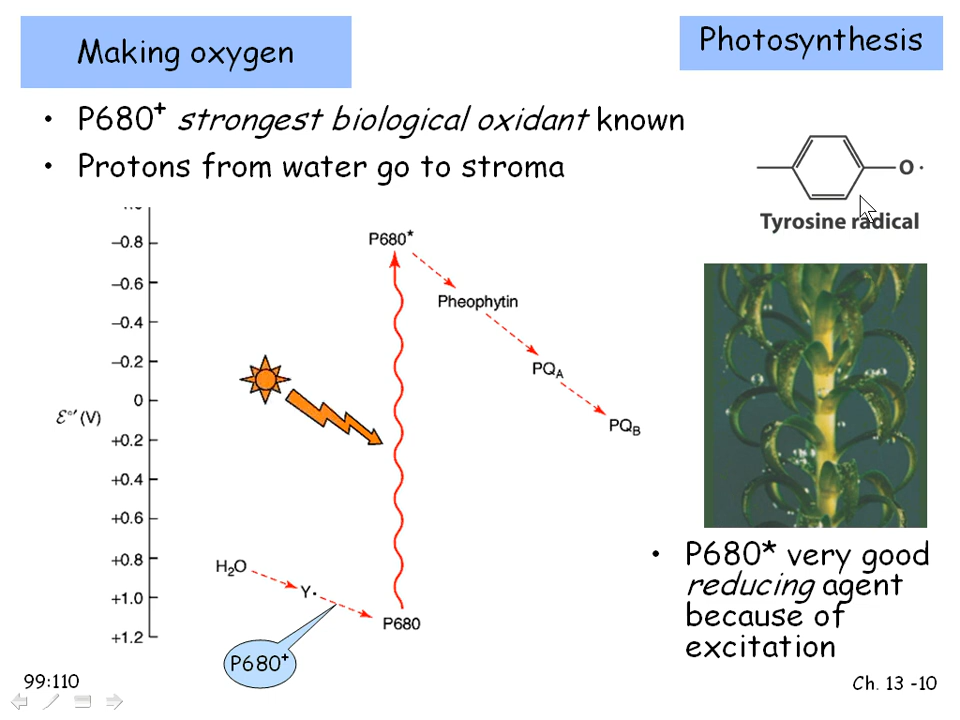 Making oxygen
Photosynthesis
• P680⁺ strongest biological oxidant known
• Protons from water go to stroma
O ·
Tyrosine radical
–0.8
–0.6
–0.4
–0.2
0
+0.2
+0.4
+0.6
+0.8
+1.0
+1.2
ℰ°′ (V)
P680*
Pheophytin
PQ_A
PQ_B
H₂O
Y·
P680
P680⁺
• P680* very good
reducing agent
because of
excitation
99:110
Ch. 13 -10